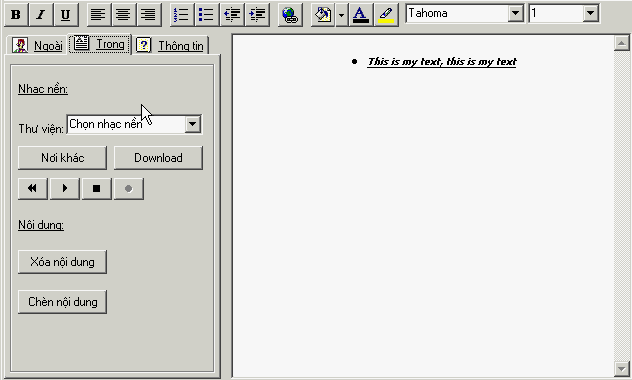 B I U Tahoma 1
Ngoài Trong Thông tin
Nhạc nền:
Thư viện: Chọn nhạc nền
Nơi khác Download
Nội dung:
Xóa nội dung
Chèn nội dung
• This is my text, this is my text